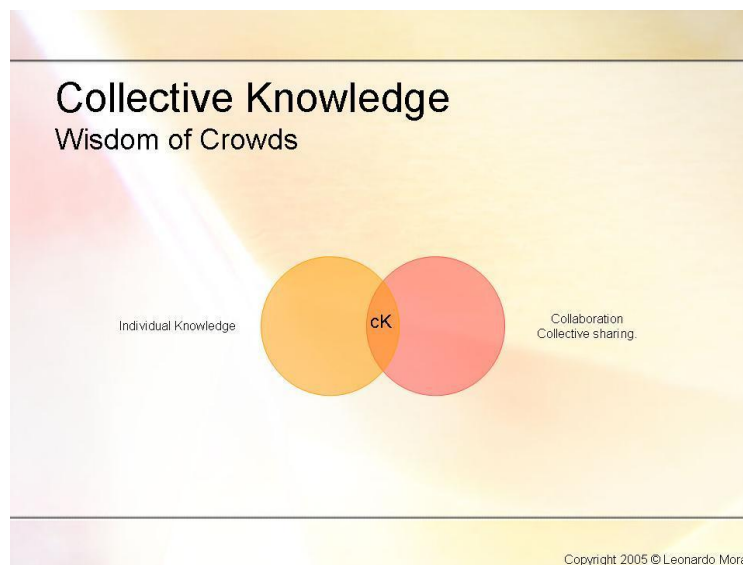 Collective Knowledge
Wisdom of Crowds
Individual Knowledge
cK
Collaboration
Collective sharing.
Copyright 2005 © Leonardo